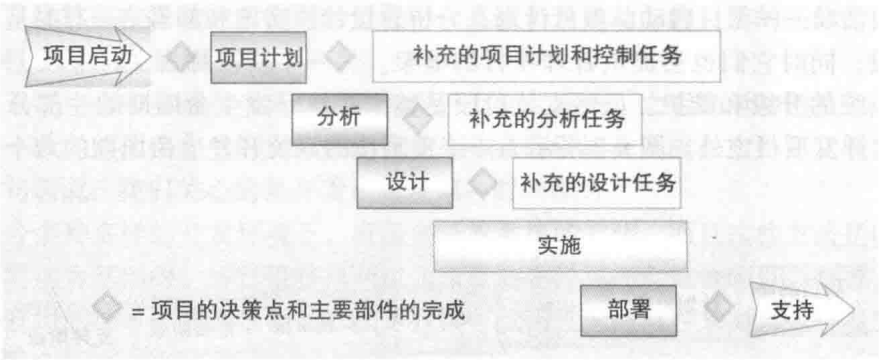 项目启动 项目计划 补充的项目计划和控制任务
分析 补充的分析任务
设计 补充的设计任务
实施
= 项目的决策点和主要部件的完成 部署 支持